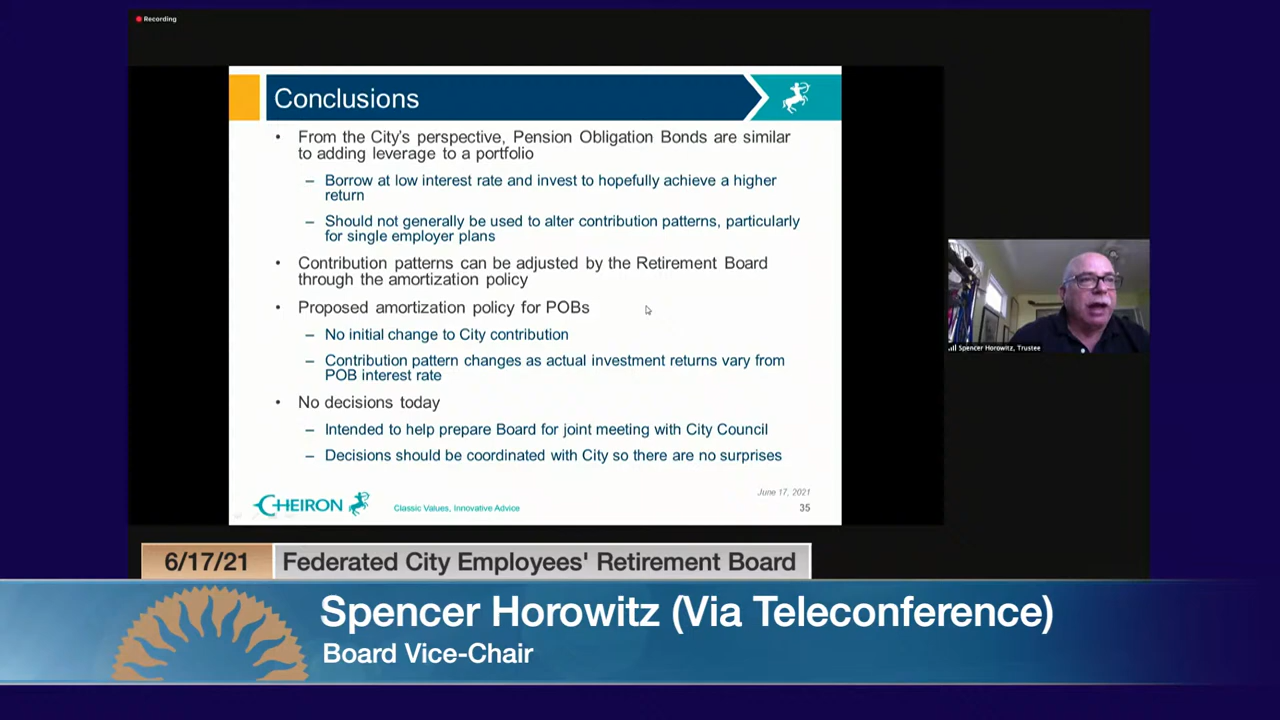 Recording
Conclusions
• From the City's perspective, Pension Obligation Bonds are similar
to adding leverage to a portfolio
– Borrow at low interest rate and invest to hopefully achieve a higher
return
– Should not generally be used to alter contribution patterns, particularly
for single employer plans
• Contribution patterns can be adjusted by the Retirement Board
through the amortization policy
• Proposed amortization policy for POBs
– No initial change to City contribution
– Contribution pattern changes as actual investment returns vary from
POB interest rate
• No decisions today
– Intended to help prepare Board for joint meeting with City Council
– Decisions should be coordinated with City so there are no surprises
June 17, 2021
CHEIRON
Classic Values, Innovative Advice
35
Spencer Horowitz, Trustee
6/17/21
Federated City Employees' Retirement Board
Spencer Horowitz (Via Teleconference)
Board Vice-Chair